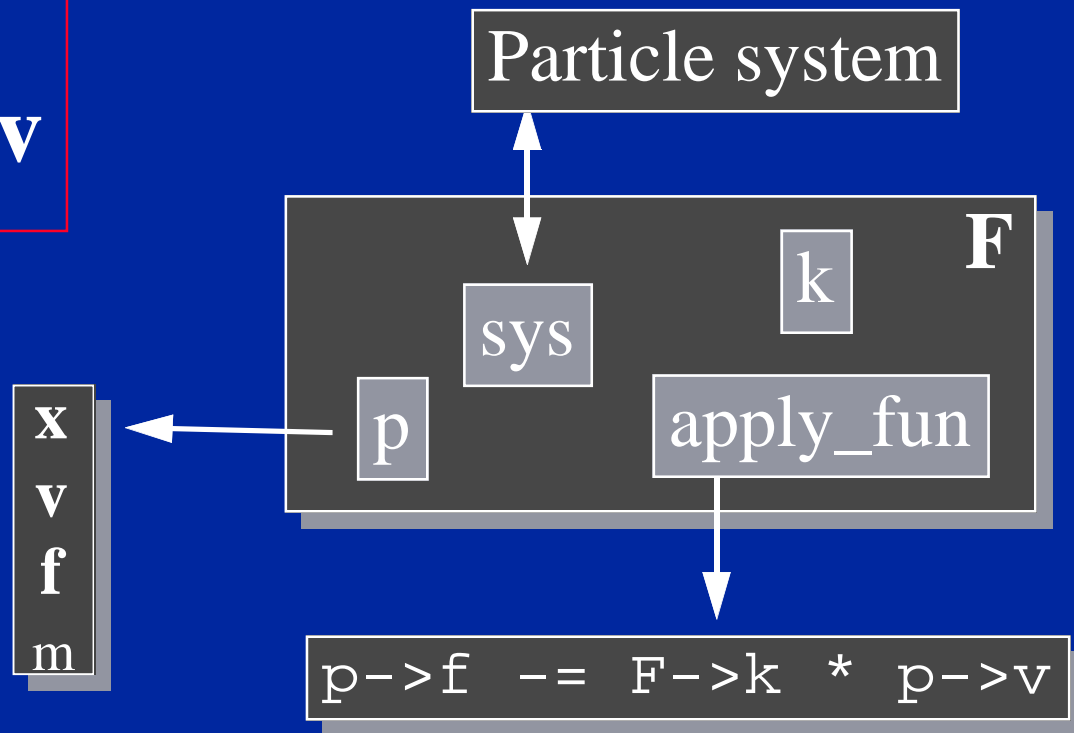 Particle system
v
F
k
sys
p
apply_fun
x
v
f
m
p->f -= F->k * p->v